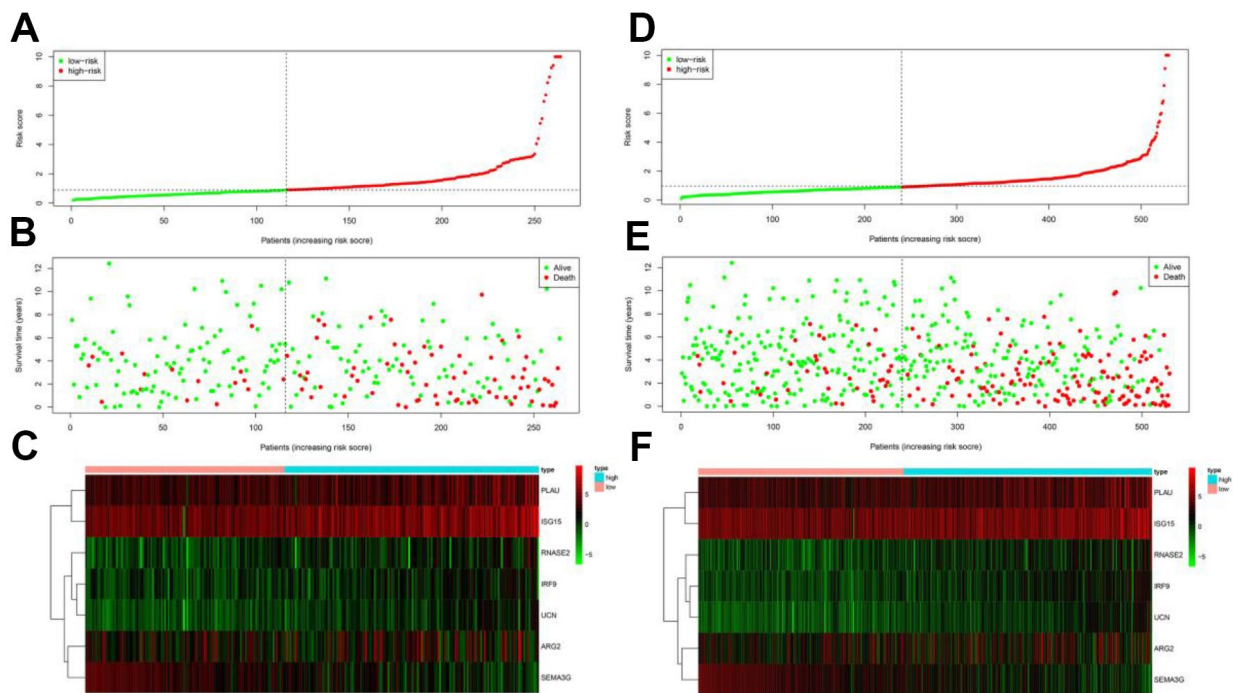 A
low-risk
high-risk
Risk score
10
8
6
4
2
0
0
50
100
150
200
250
Patients (increasing risk socre)
B
Alive
Death
Survival time (years)
12
10
8
6
4
2
0
0
50
100
150
200
250
Patients (increasing risk socre)
C
type
PLAU
ISG15
RNASE2
IRF9
UCN
ARG2
SEMA3G
5
0
-5
type
high
low
D
low-risk
high-risk
Risk score
10
8
6
4
2
0
0
100
200
300
400
500
Patients (increasing risk socre)
E
Alive
Death
Survival time (years)
12
10
8
6
4
2
0
0
100
200
300
400
500
Patients (increasing risk socre)
F
type
PLAU
ISG15
RNASE2
IRF9
UCN
ARG2
SEMA3G
5
0
-5
type
high
low